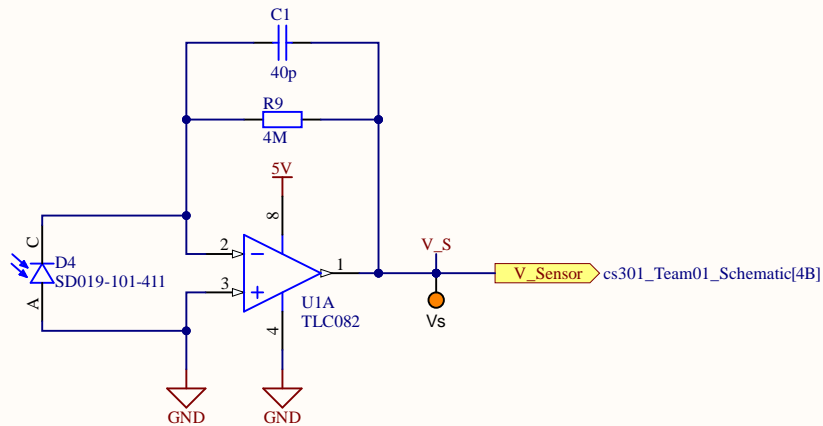 C1
40p
R9
4M
5V
8
V_S
C
D4
SD019-101-411
A
2
3
1
V_Sensor
cs301_Team01_Schematic[4B]
U1A
TLC082
4
Vs
GND
GND